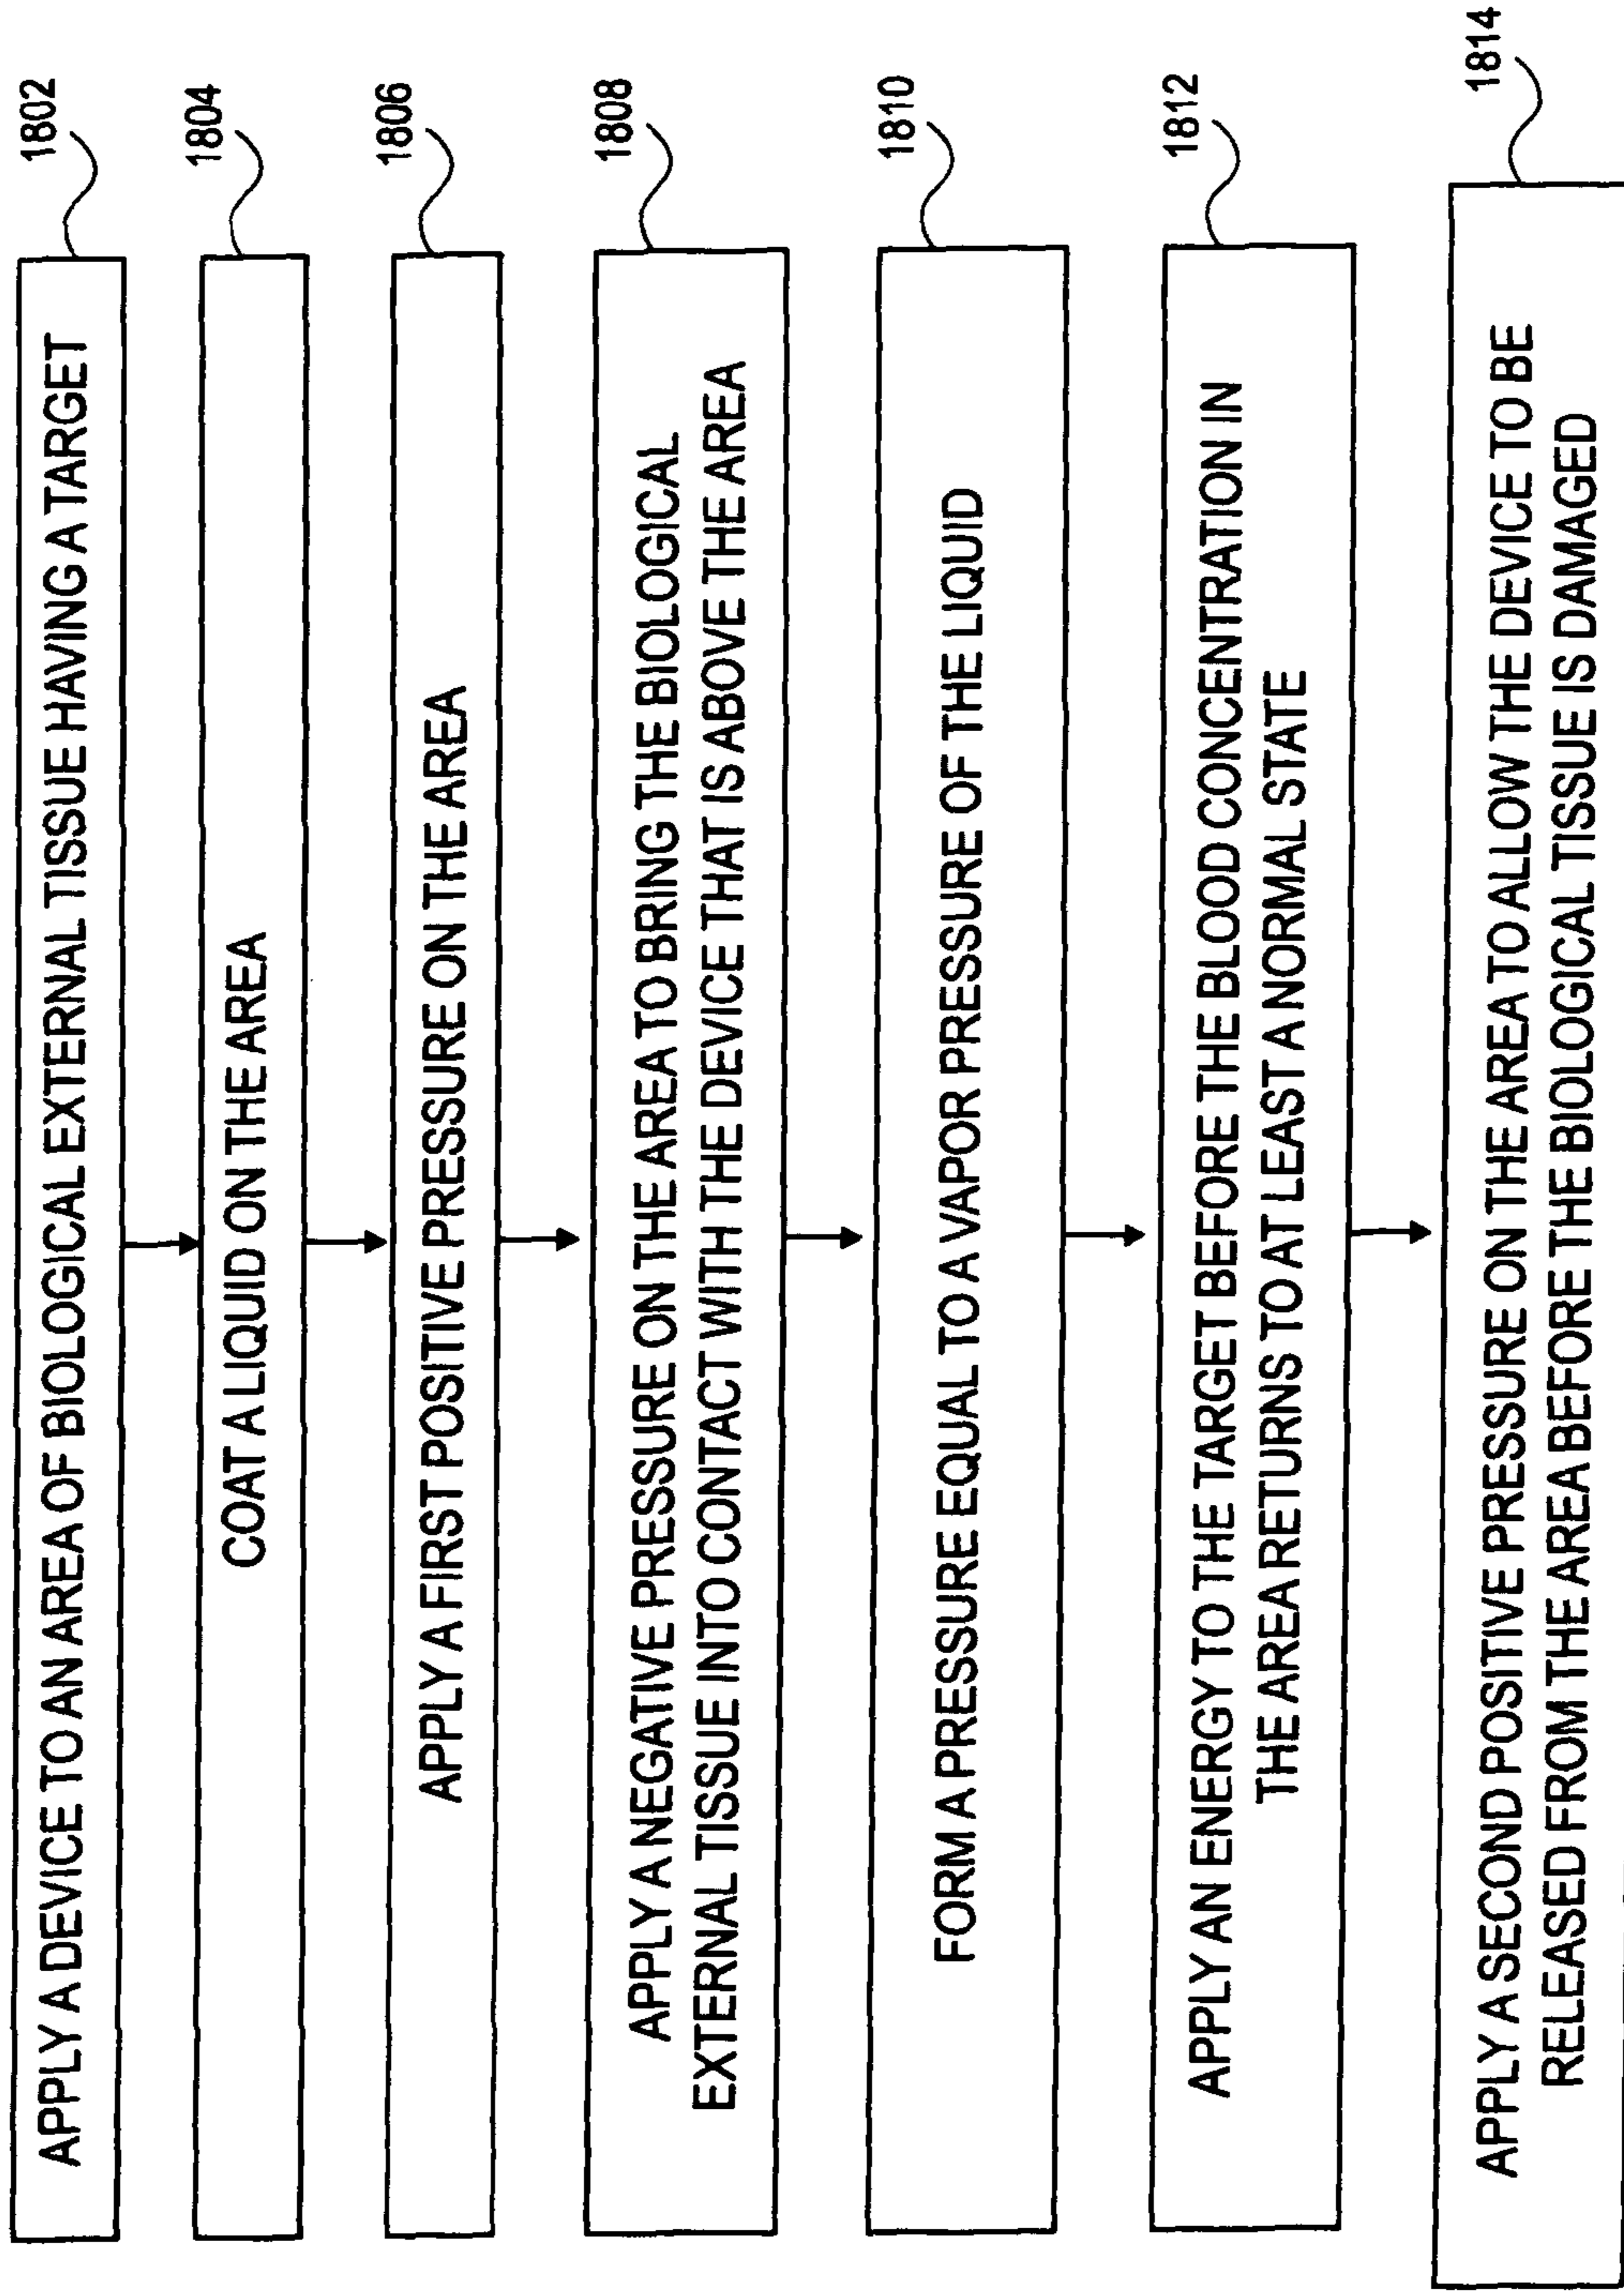 APPLY A DEVICE TO AN AREA OF BIOLOGICAL EXTERNAL TISSUE HAVING A TARGET
1802
COAT A LIQUID ON THE AREA
1804
APPLY A FIRST POSITIVE PRESSURE ON THE AREA
1806
APPLY A NEGATIVE PRESSURE ON THE AREA TO BRING THE BIOLOGICAL
EXTERNAL TISSUE INTO CONTACT WITH THE DEVICE THAT IS ABOVE THE AREA
1808
FORM A PRESSURE EQUAL TO A VAPOR PRESSURE OF THE LIQUID
1810
APPLY AN ENERGY TO THE TARGET BEFORE THE BLOOD CONCENTRATION IN
THE AREA RETURNS TO AT LEAST A NORMAL STATE
1812
APPLY A SECOND POSITIVE PRESSURE ON THE AREA TO ALLOW THE DEVICE TO BE
RELEASED FROM THE AREA BEFORE THE BIOLOGICAL TISSUE IS DAMAGED
1814